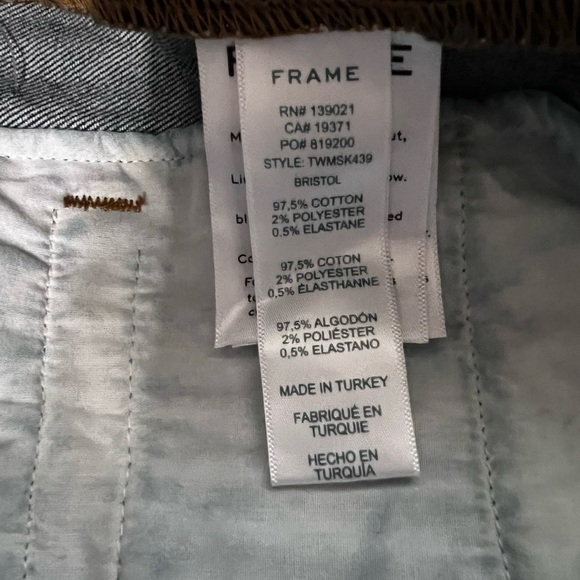 FRAME
RN# 139021
CA# 19371
PO# 819200
STYLE: TWMSK439
BRISTOL
97,5% COTTON
2% POLYESTER
0,5% ELASTANE
97,5% COTON
2% POLYESTER
0,5% ÉLASTHANNE
97,5% ALGODÓN
2% POLIÉSTER
0,5% ELASTANO
MADE IN TURKEY
FABRIQUÉ EN
TURQUIE
HECHO EN
TURQUÍA